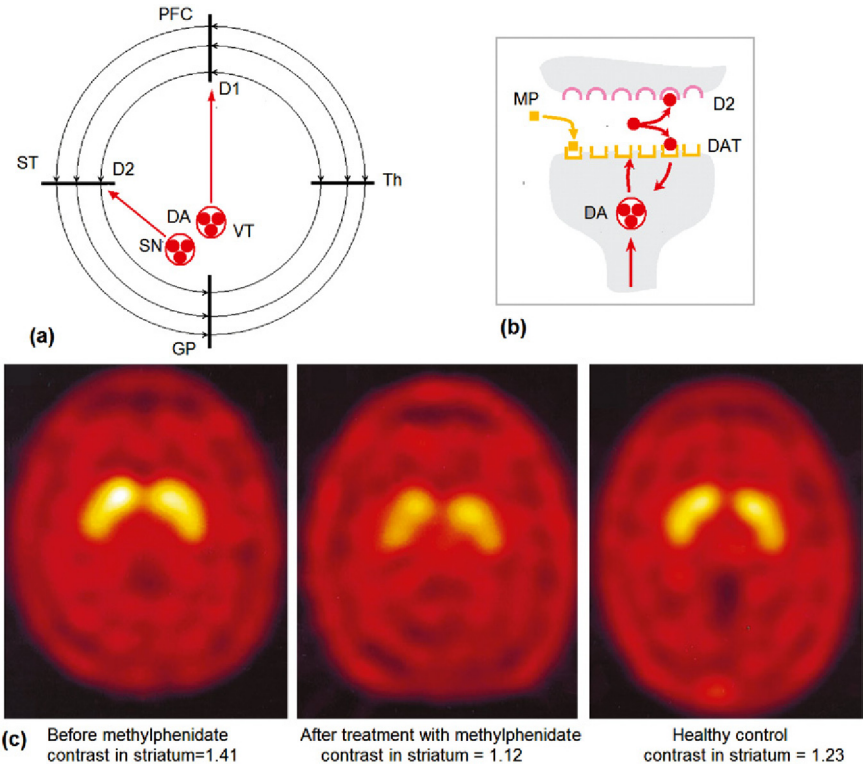 PFC
D1
ST
D2
Th
DA
VT
SN
GP
(a)
MP
D2
DAT
DA
(b)
(c)
Before methylphenidate
contrast in striatum=1.41
After treatment with methylphenidate
contrast in striatum = 1.12
Healthy control
contrast in striatum = 1.23